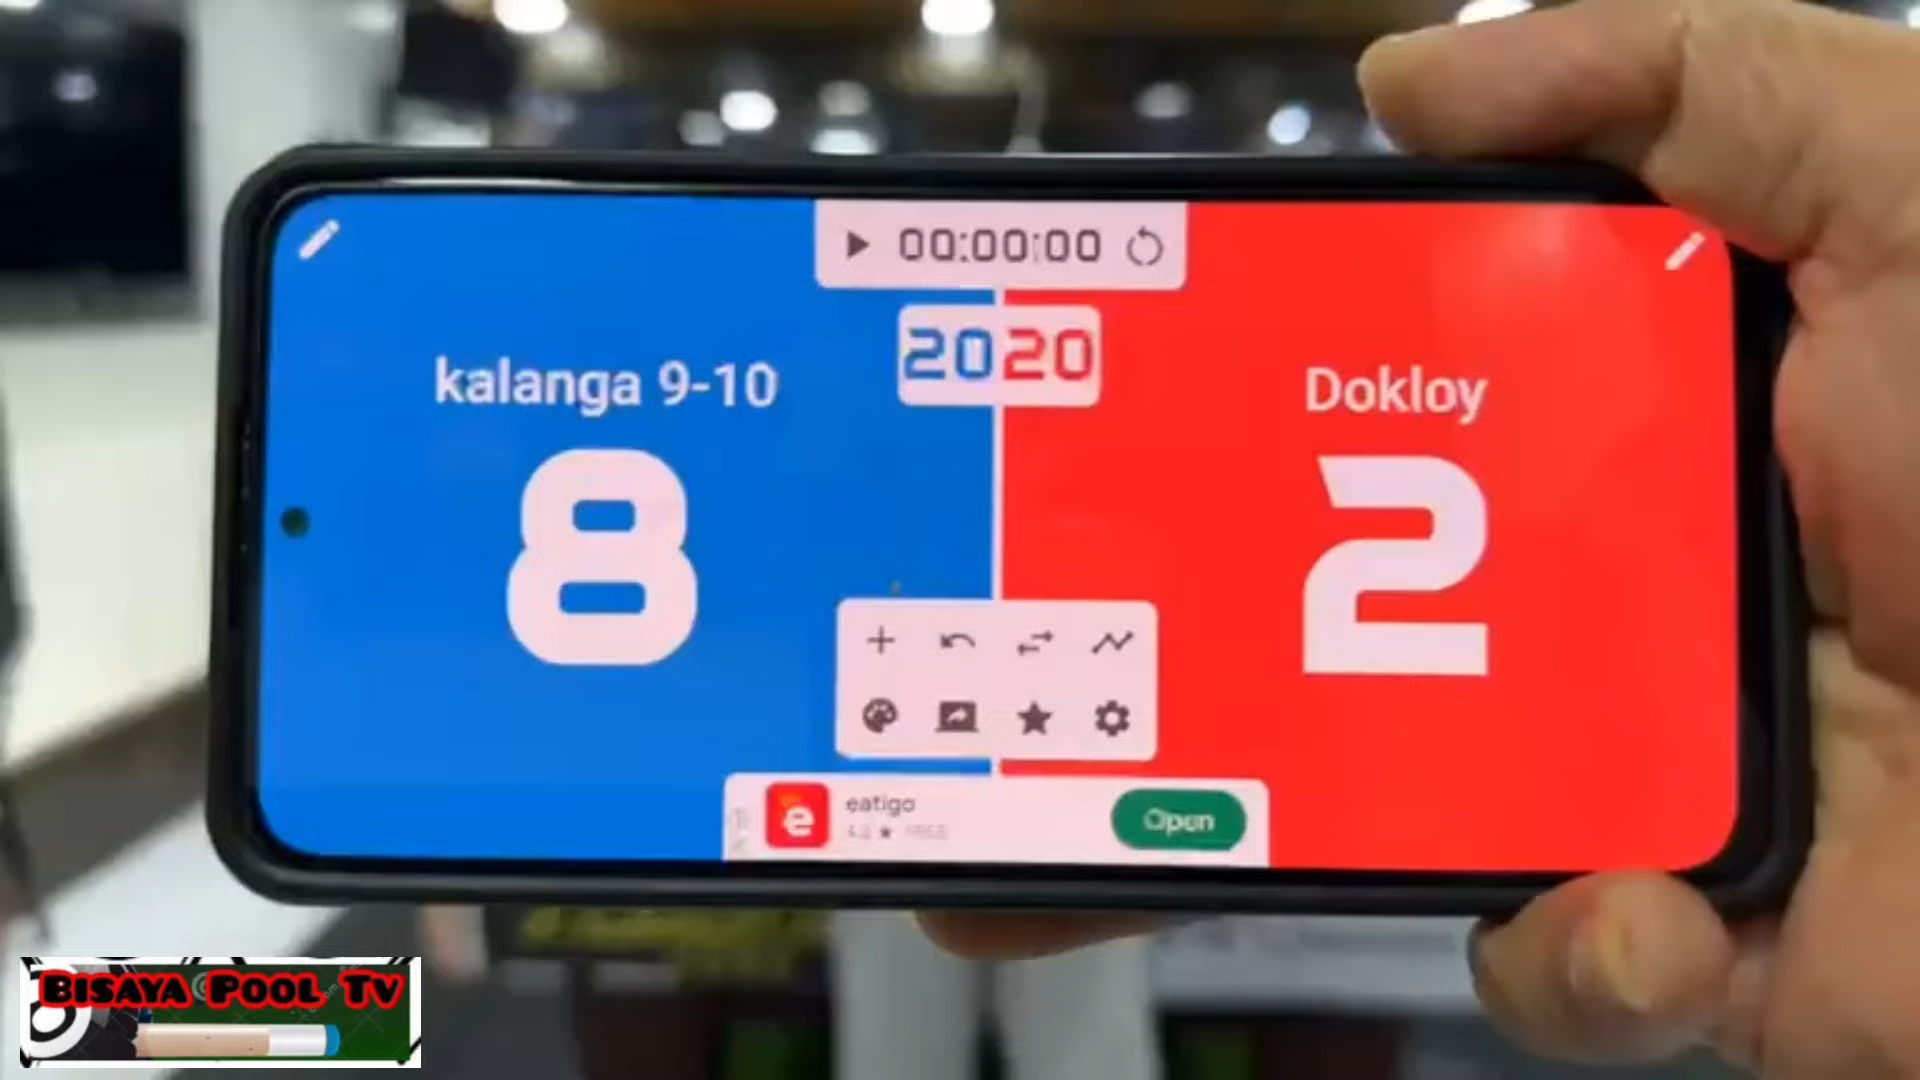 00:00:00
2020
kalanga 9-10
Dokloy
8
2
eatigo
Open
BISAYA POOL TV